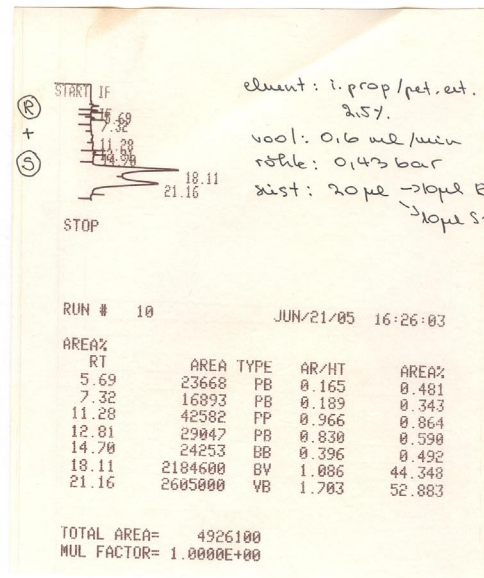 START IF
IF
5.69
7.32
11.28
14.70
18.11
21.16
STOP
R
+
S
eluent: i.prop/pet.eet.
2,5%.
vool: 0,6 ml/min
rõhk: 0,43 bar
süst: 20 µl →10µl R
→10µl S
RUN # 10 JUN/21/05 16:26:03
AREA%
RT AREA TYPE AR/HT AREA%
5.69 23668 PB 0.165 0.481
7.32 16893 PB 0.189 0.343
11.28 42582 PP 0.966 0.864
12.81 29047 PB 0.830 0.590
14.70 24253 BB 0.396 0.492
18.11 2184600 BV 1.086 44.348
21.16 2605000 VB 1.703 52.883
TOTAL AREA= 4926100
MUL FACTOR= 1.0000E+00